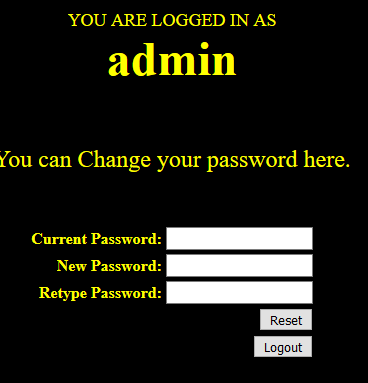 YOU ARE LOGGED IN AS
admin
You can Change your password here.
Current Password:
New Password:
Retype Password:
Reset
Logout